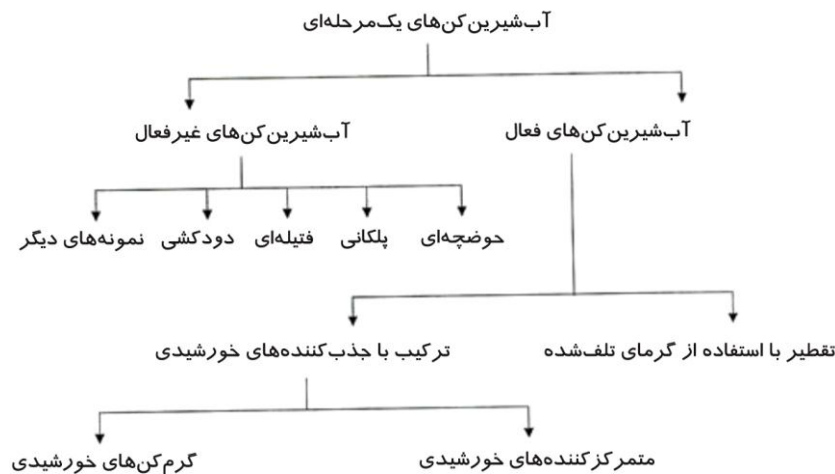 آب‌شیرین‌کن‌های یک‌مرحله‌ای
آب‌شیرین‌کن‌های فعال
آب‌شیرین‌کن‌های غیرفعال
حوضچه‌ای
پلکانی
فتیله‌ای
دودکشی
نمونه‌های دیگر
تقطیر با استفاده از گرمای تلف‌شده
ترکیب با جذب‌کننده‌های خورشیدی
متمرکزکننده‌های خورشیدی
گرم‌کن‌های خورشیدی